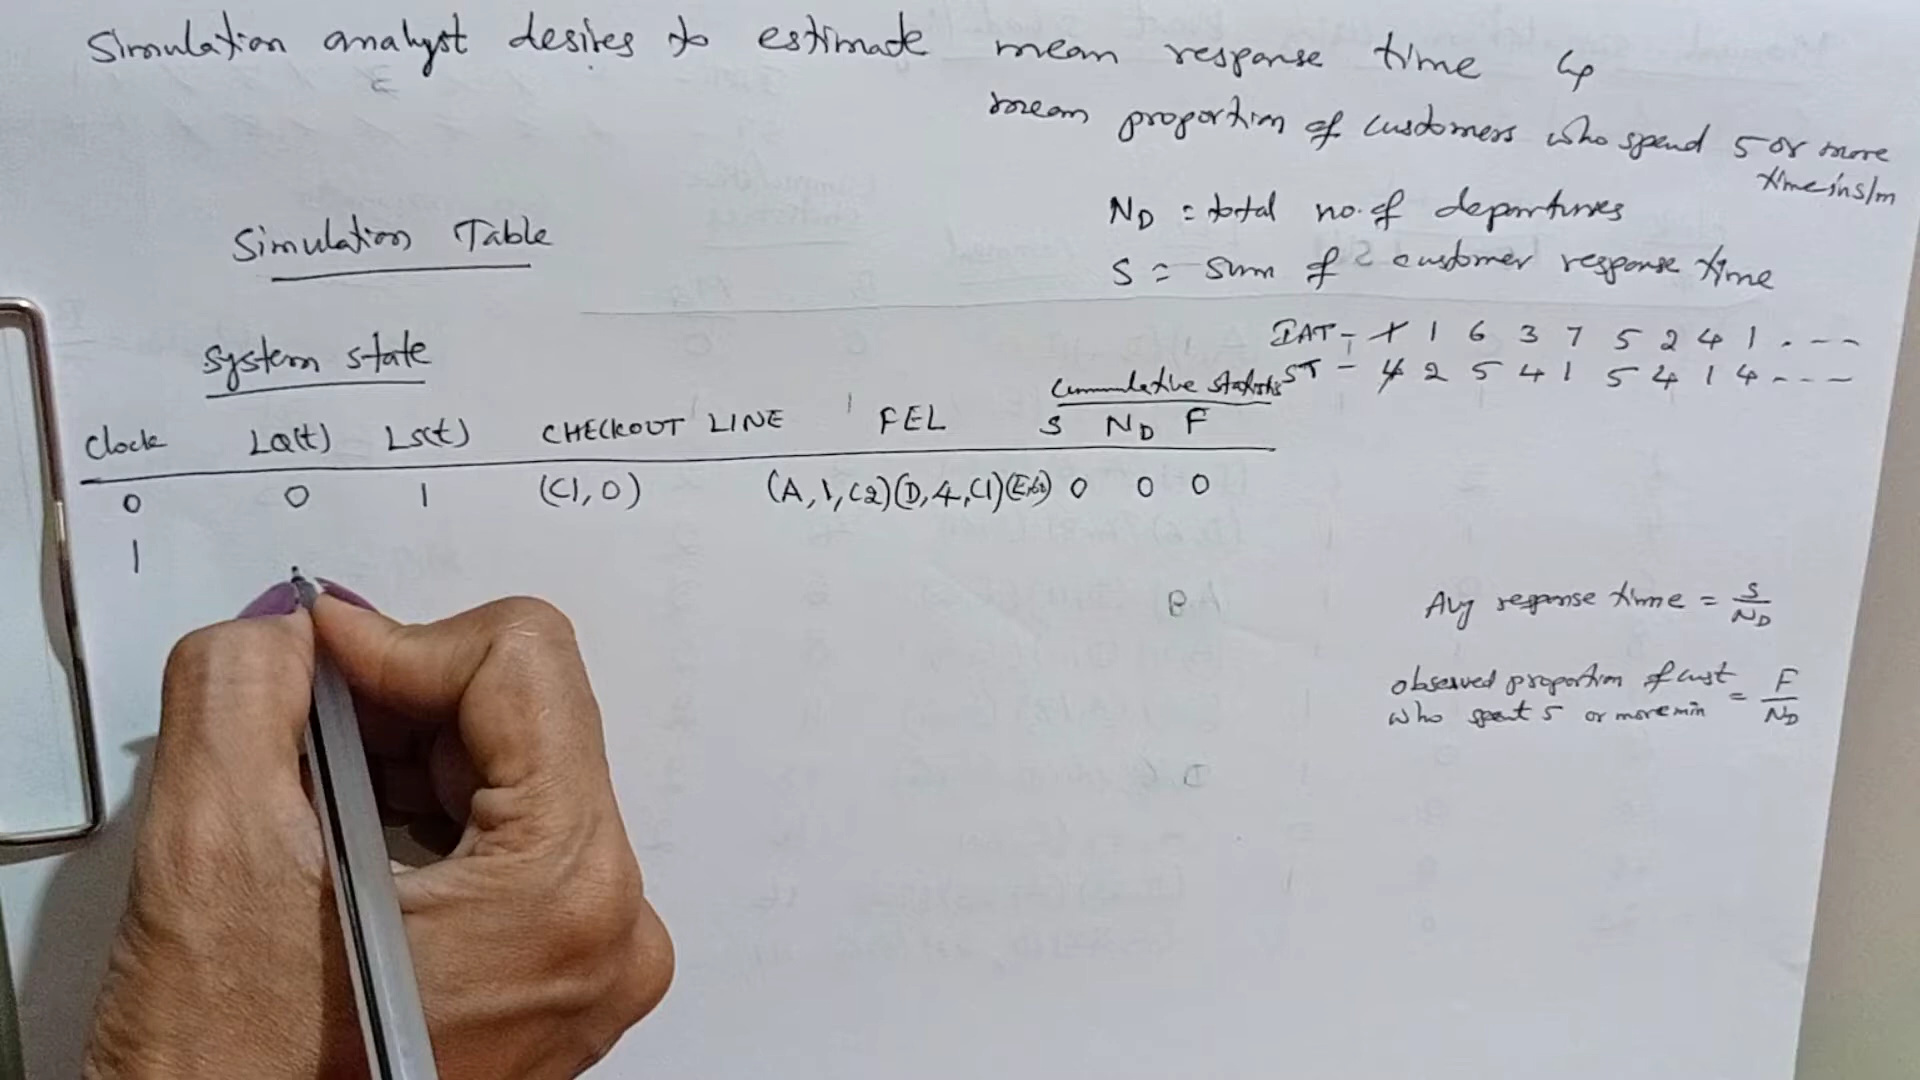 Simulation analyst desires to estimate mean response time &
mean proportion of customers who spend 5 or more
time in s/m
ND = total no. of departures
S = sum of customer response time
Simulation Table
IAT - 1 1 6 3 7 5 2 4 1 . ---
ST - 4 2 5 4 1 5 4 1 4 ---
System state
Cummulative statistics
Clock LQ(t) LS(t) CHECKOUT LINE FEL S ND F
0 0 1 (C1, 0) (A, 1, C2) (D, 4, C1) (E, 60) 0 0 0
1
Avg response time = S/ND
observed proportion of cust
who spent 5 or more min = F/ND